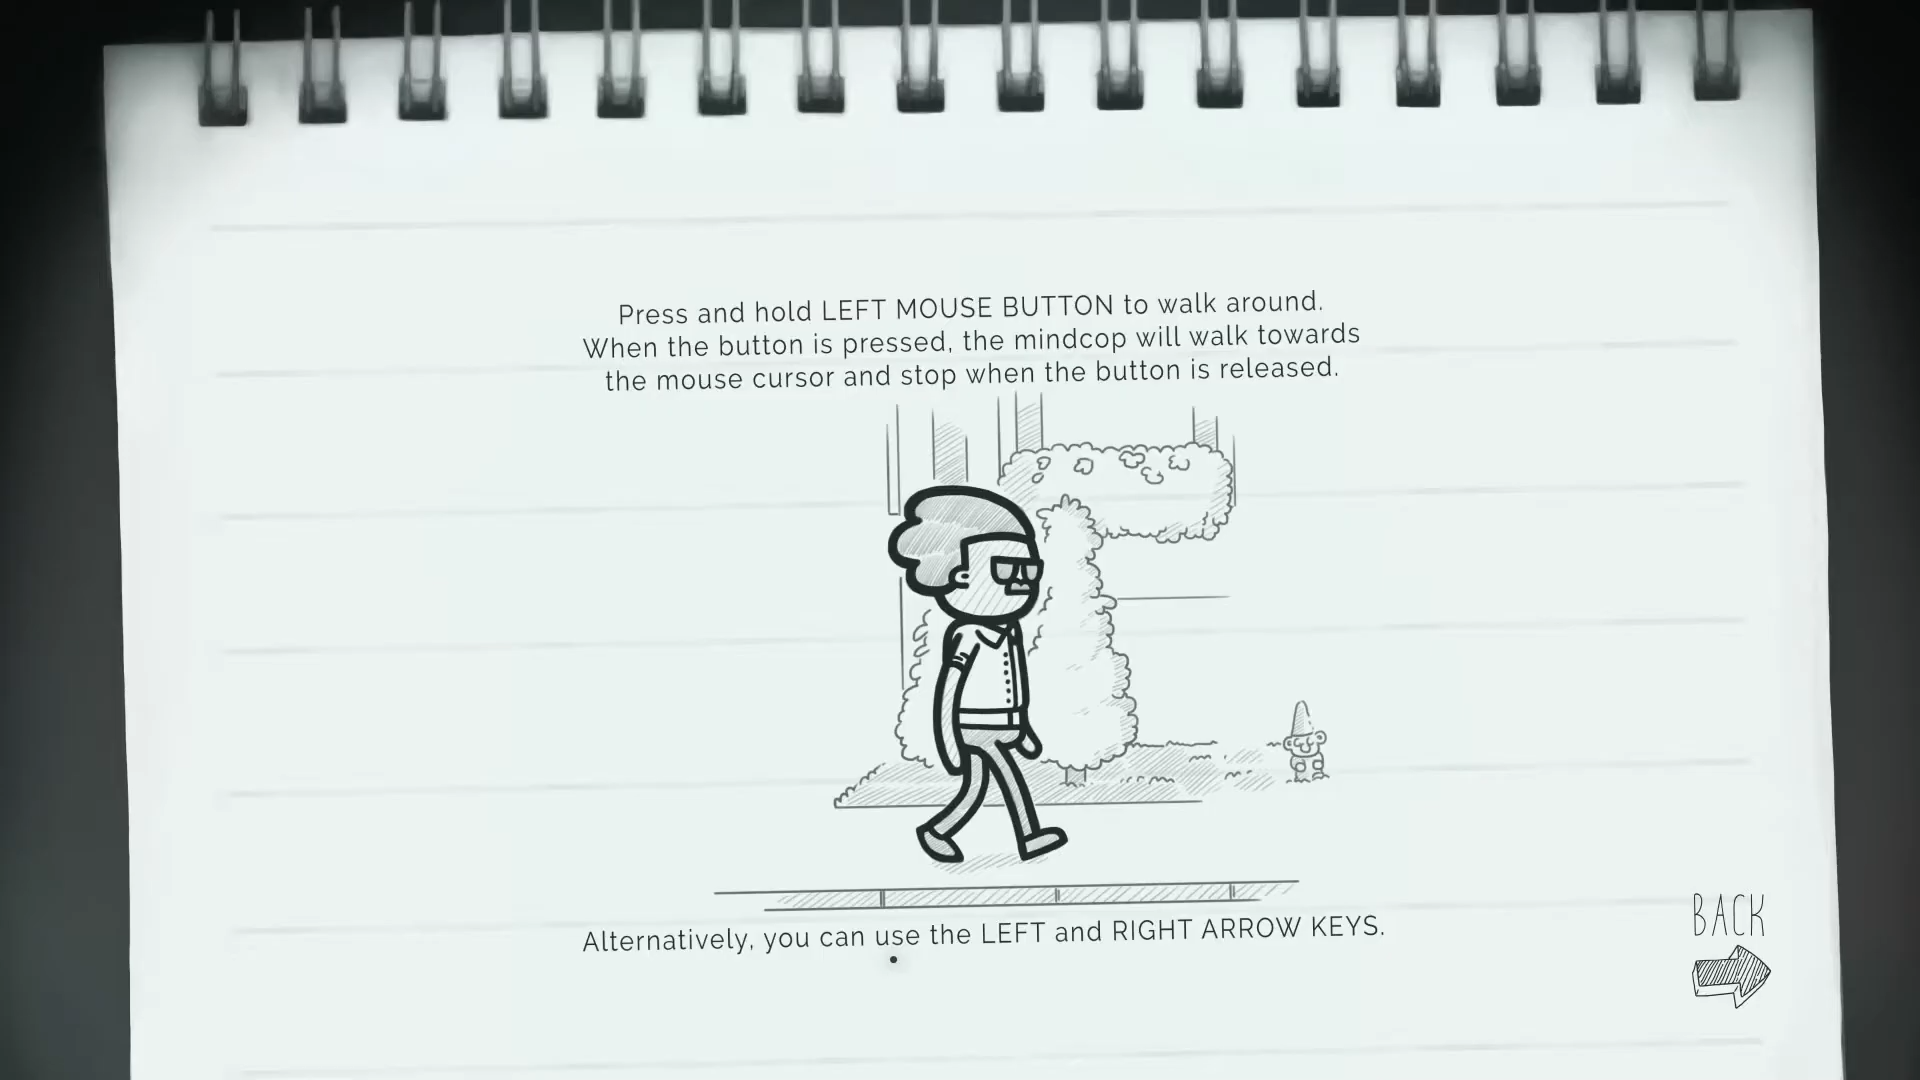 Press and hold LEFT MOUSE BUTTON to walk around.
When the button is pressed, the mindcop will walk towards
the mouse cursor and stop when the button is released.
Alternatively, you can use the LEFT and RIGHT ARROW KEYS.
BACK